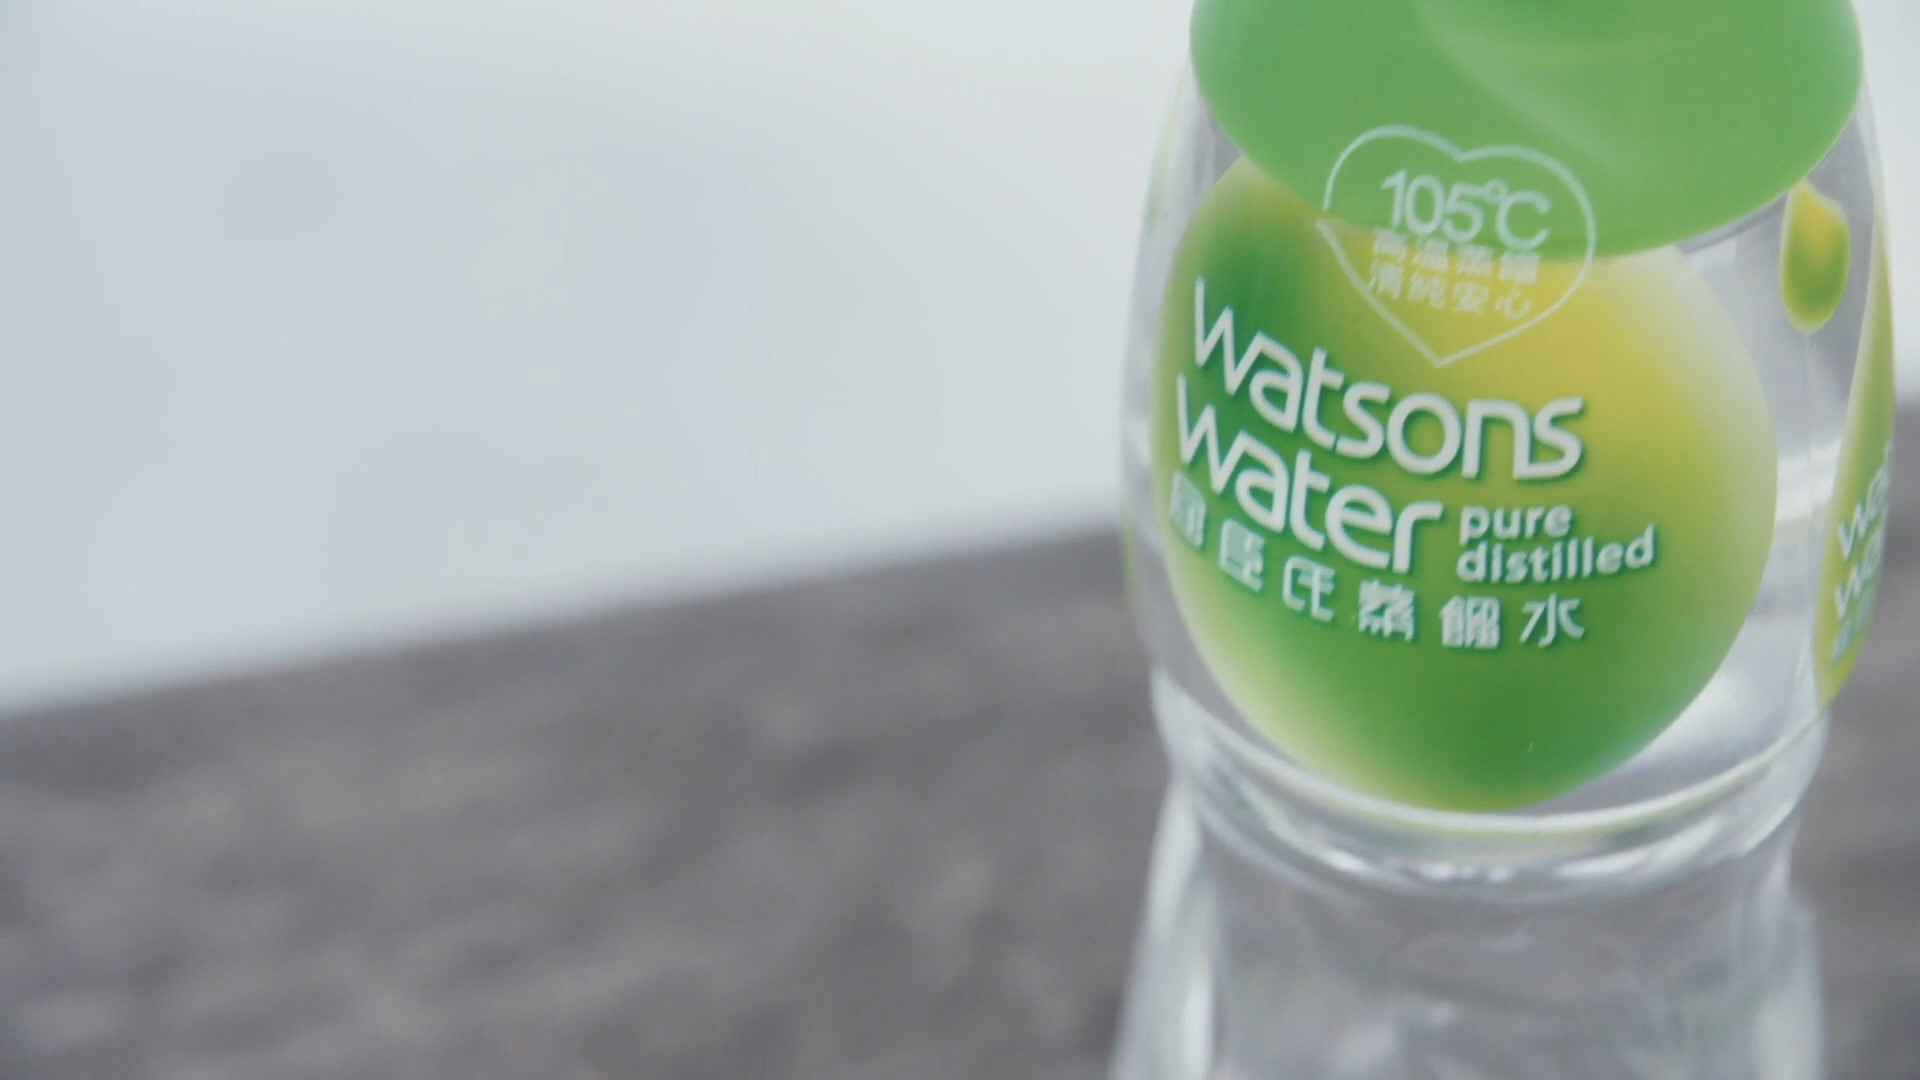 105°C
高溫蒸餾
清純安心
watsons
water
pure
distilled
屈臣氏蒸餾水